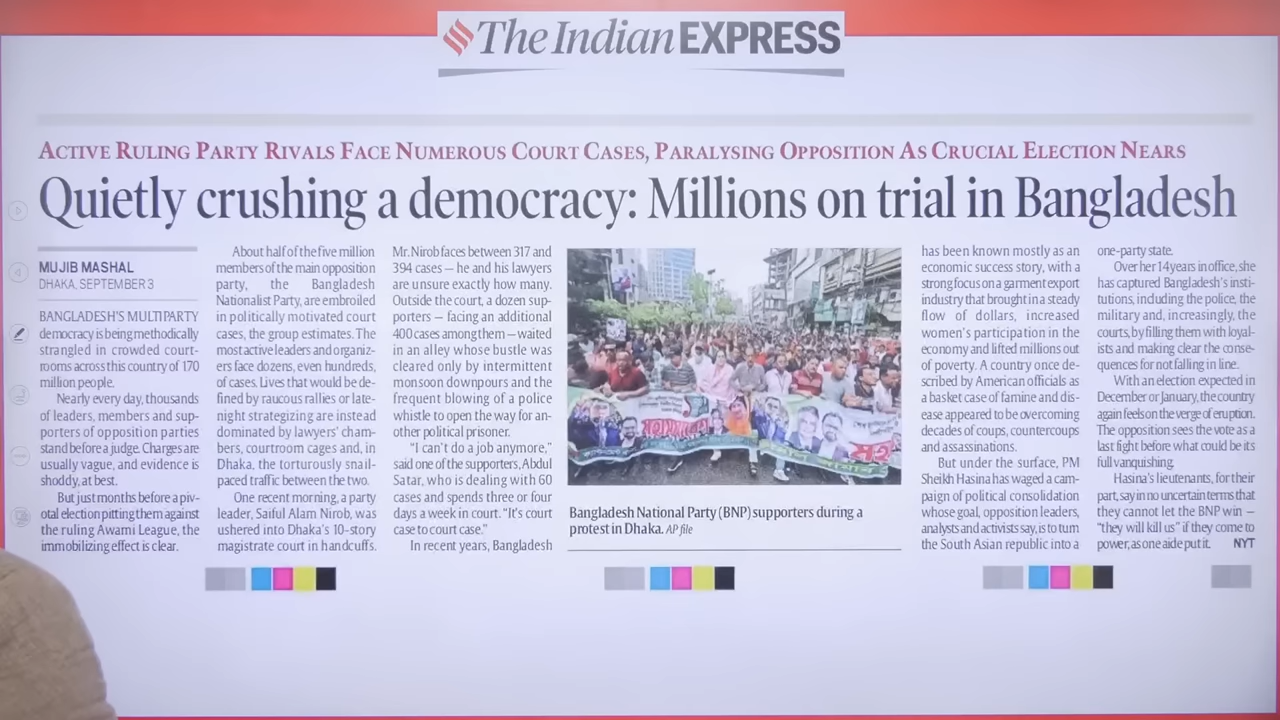 The Indian EXPRESS
ACTIVE RULING PARTY RIVALS FACE NUMEROUS COURT CASES, PARALYSING OPPOSITION AS CRUCIAL ELECTION NEARS
Quietly crushing a democracy: Millions on trial in Bangladesh
MUJIB MASHAL
DHAKA, SEPTEMBER 3
BANGLADESH'S MULTIPARTY
democracy is being methodically
strangled in crowded court-
rooms across this country of 170
million people.
Nearly every day, thousands
of leaders, members and sup-
porters of opposition parties
stand before a judge. Charges are
usually vague, and evidence is
shoddy, at best.
But just months before a piv-
otal election pitting them against
the ruling Awami League, the
immobilizing effect is clear.
About half of the five million
members of the main opposition
party, the Bangladesh
Nationalist Party, are embroiled
in politically motivated court
cases, the group estimates. The
most active leaders and organiz-
ers face dozens, even hundreds,
of cases. Lives that would be de-
fined by raucous rallies or late-
night strategizing are instead
dominated by lawyers' cham-
bers, courtroom cages and, in
Dhaka, the torturously snail-
paced traffic between the two.
One recent morning, a party
leader, Saiful Alam Nirob, was
ushered into Dhaka's 10-story
magistrate court in handcuffs.
Mr. Nirob faces between 317 and
394 cases — he and his lawyers
are unsure exactly how many.
Outside the court, a dozen sup-
porters — facing an additional
400 cases among them — waited
in an alley whose bustle was
cleared only by intermittent
monsoon downpours and the
frequent blowing of a police
whistle to open the way for an-
other political prisoner.
"I can't do a job anymore,"
said one of the supporters, Abdul
Satar, who is dealing with 60
cases and spends three or four
days a week in court. "It's court
case to court case."
In recent years, Bangladesh
Bangladesh National Party (BNP) supporters during a
protest in Dhaka. AP file
has been known mostly as an
economic success story, with a
strong focus on a garment export
industry that brought in a steady
flow of dollars, increased
women's participation in the
economy and lifted millions out
of poverty. A country once de-
scribed by American officials as
a basket case of famine and dis-
ease appeared to be overcoming
decades of coups, countercoups
and assassinations.
But under the surface, PM
Sheikh Hasina has waged a cam-
paign of political consolidation
whose goal, opposition leaders,
analysts and activists say, is to turn
the South Asian republic into a
one-party state.
Over her 14 years in office, she
has captured Bangladesh's insti-
tutions, including the police, the
military and, increasingly, the
courts, by filling them with loyal-
ists and making clear the conse-
quences for not falling in line.
With an election expected in
December or January, the country
again feels on the verge of eruption.
The opposition sees the vote as a
last fight before what could be its
full vanquishing.
Hasina's lieutenants, for their
part, say in no uncertain terms that
they cannot let the BNP win —
"they will kill us" if they come to
power, as one aide put it. NYT